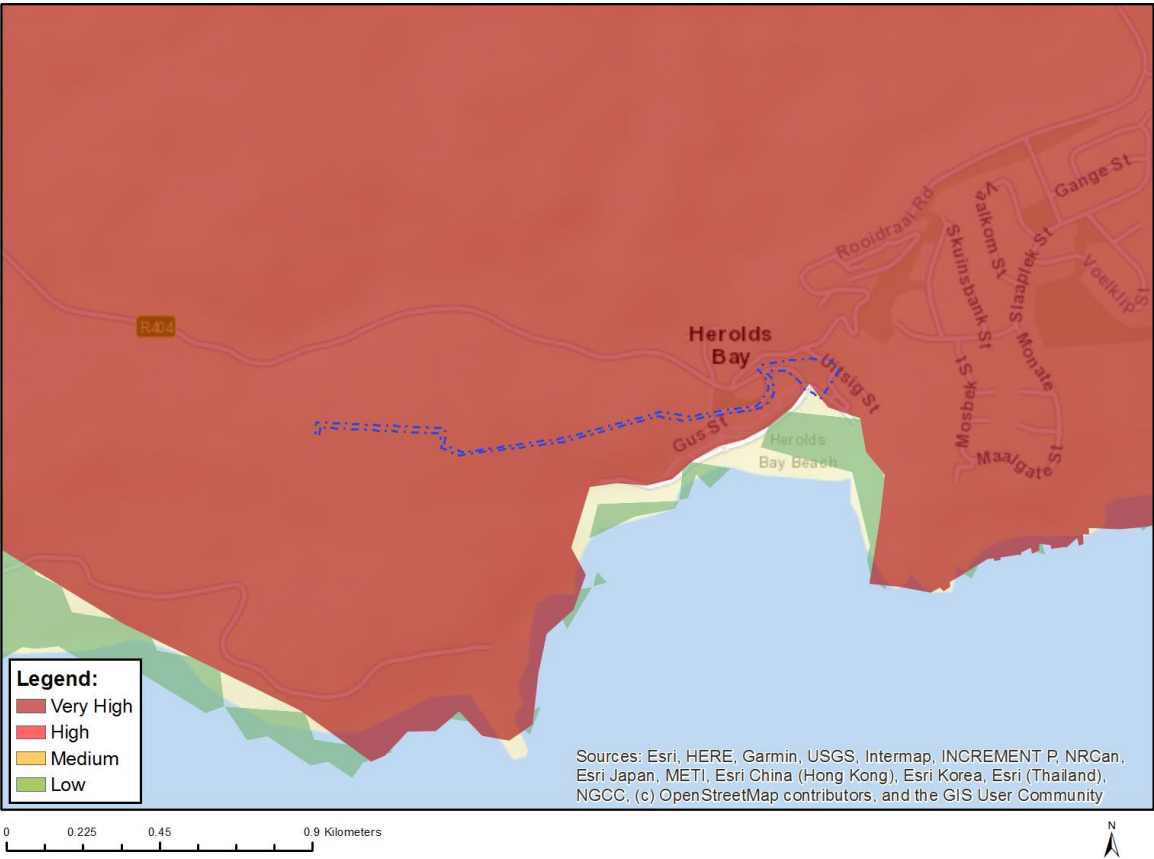 Gange St
Vaalkom St
Rooidraai Rd
Skuinsbank St
Slaaplek St
Voelklip St
R404
Herolds
Bay
Uitsig St
Monate
Mosbek St
Gus St
Herolds
Bay Beach
Maalgate St
Legend:
Very High
High
Medium
Low
Sources: Esri, HERE, Garmin, USGS, Intermap, INCREMENT P, NRCan,
Esri Japan, METI, Esri China (Hong Kong), Esri Korea, Esri (Thailand),
NGCC, (c) OpenStreetMap contributors, and the GIS User Community
0 0.225 0.45 0.9 Kilometers
N